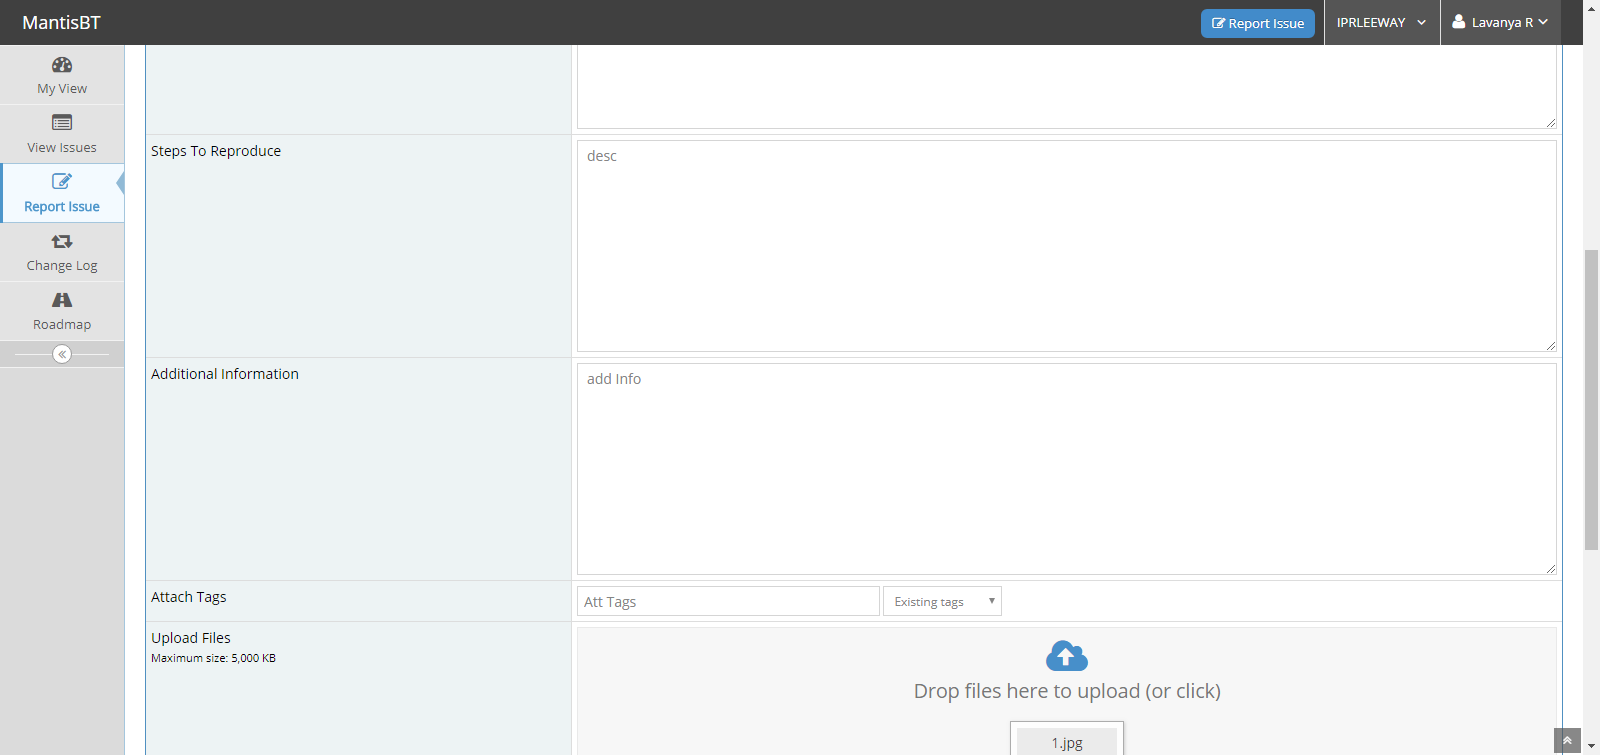 MantisBT
Report Issue
IPRLEEWAY
Lavanya R
My View
View Issues
Report Issue
Change Log
Roadmap
Steps To Reproduce
desc
Additional Information
add Info
Attach Tags
Att Tags
Existing tags
Upload Files
Maximum size: 5,000 KB
Drop files here to upload (or click)
1.jpg